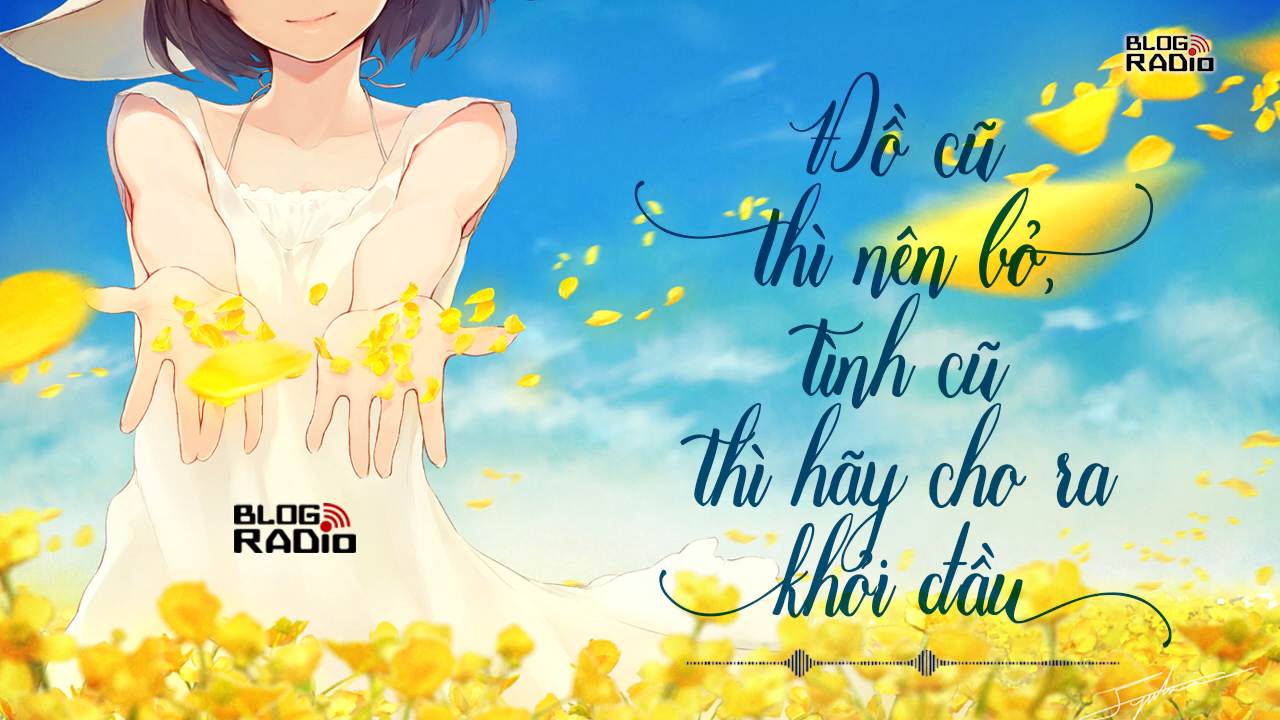 BLOG
RADIO
Đồ cũ
thì nên bỏ,
tình cũ
thì hãy cho ra
khỏi đầu
BLOG
RADIO